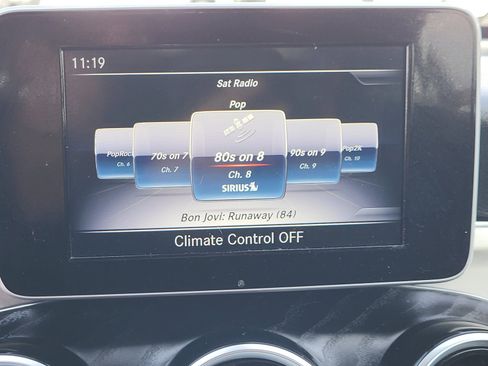 11:19
Sat Radio
Pop
PopRoc
Ch. 6
70s on 7
Ch. 7
80s on 8
Ch. 8
SIRIUS
90s on 9
Ch. 9
Pop2K
Ch. 10
Bon Jovi: Runaway (84)
Climate Control OFF